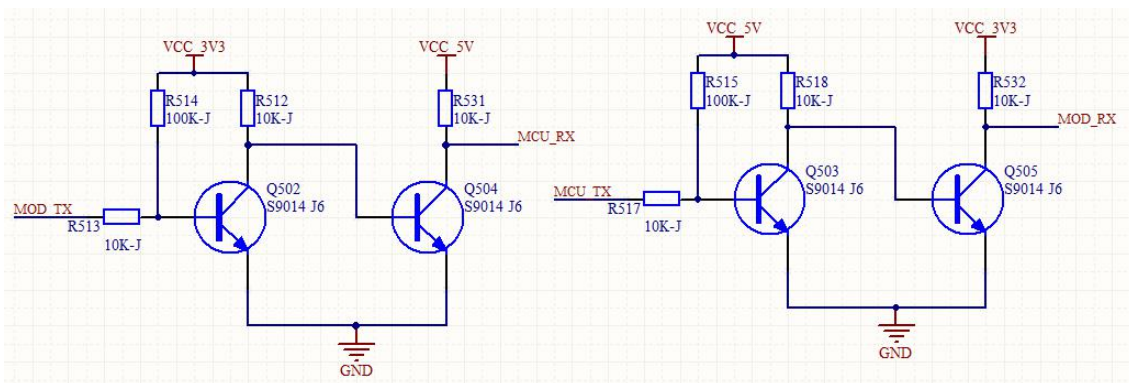 VCC_3V3
R514
100K-J
R512
10K-J
VCC_5V
R531
10K-J
MCU_RX
Q502
S9014 J6
Q504
S9014 J6
MOD_TX
R513
10K-J
GND
VCC_5V
R515
100K-J
R518
10K-J
VCC_3V3
R532
10K-J
MOD_RX
Q503
S9014 J6
Q505
S9014 J6
MCU_TX
R517
10K-J
GND